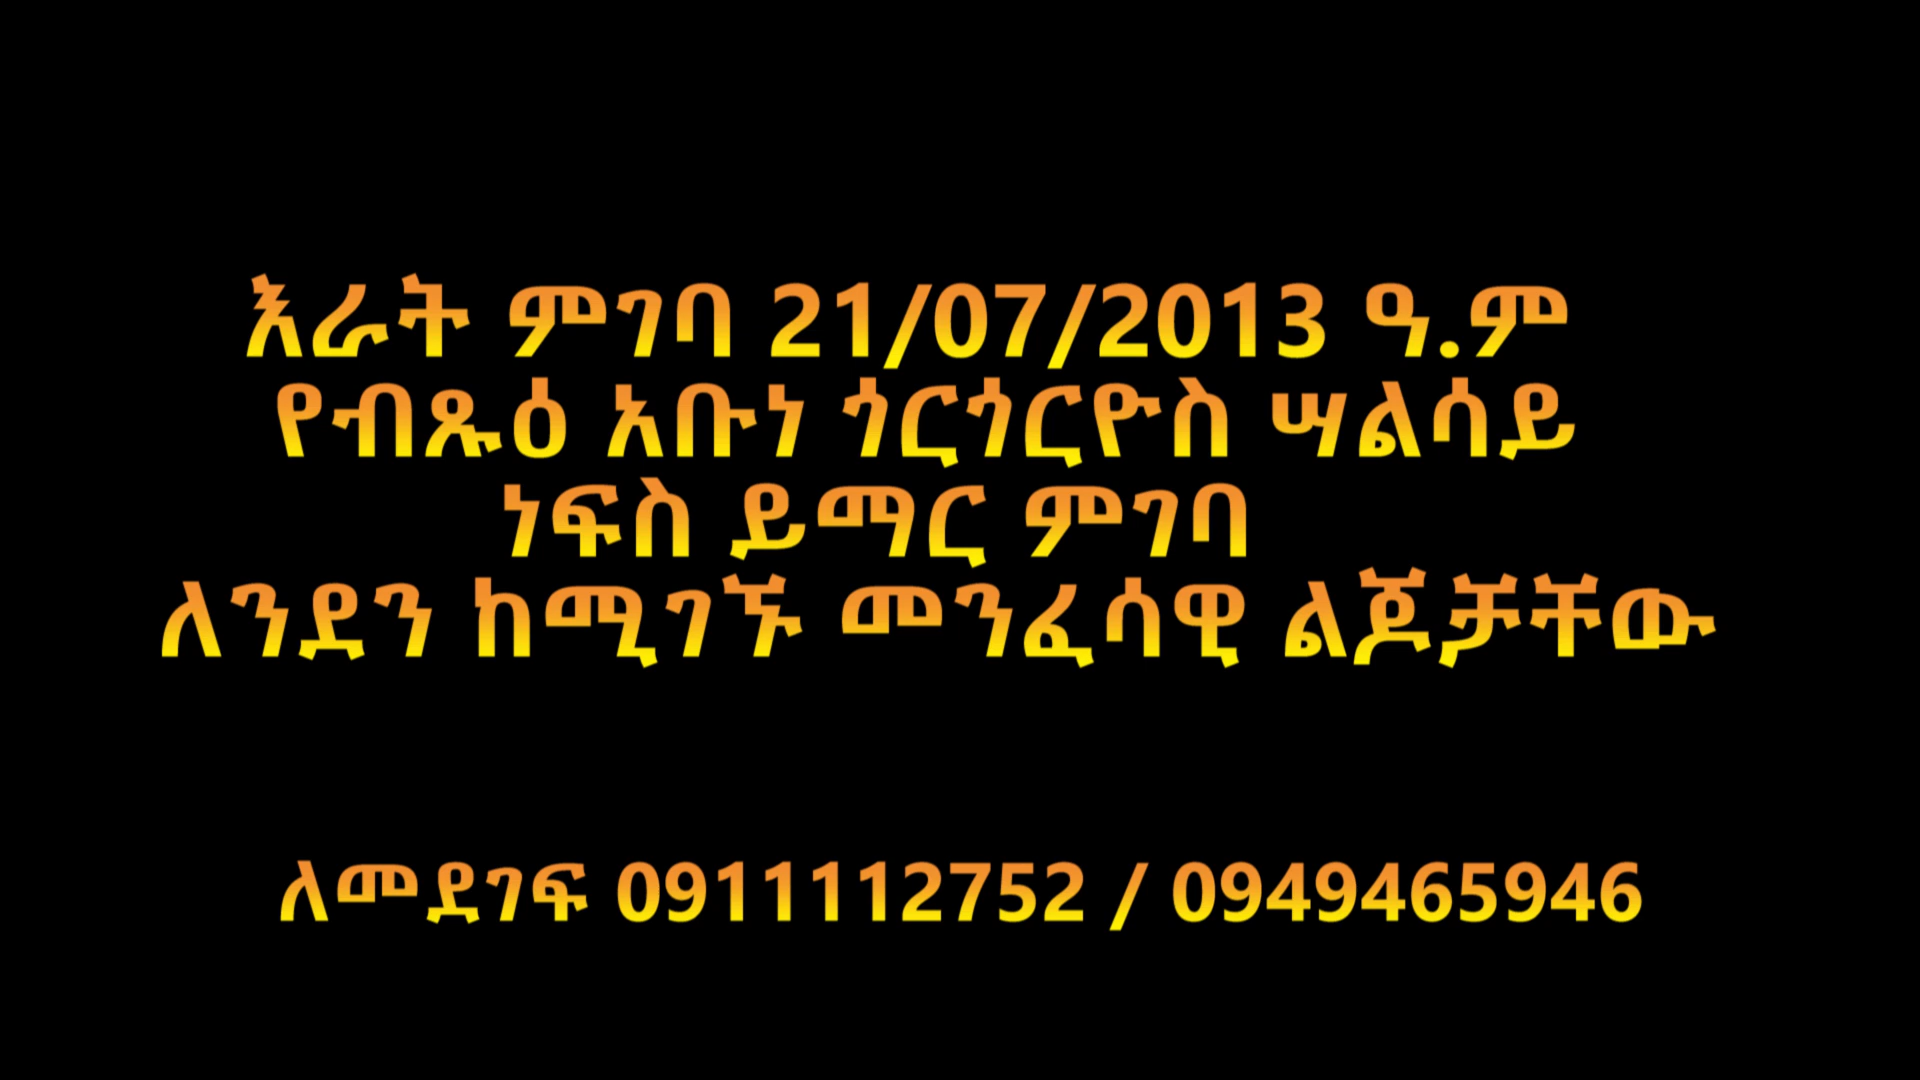 እራት ምገባ 21/07/2013 ዓ.ም
የብጹዕ አቡነ ጎርጎርዮስ ሣልሳይ
ነፍስ ይማር ምገባ
ለንደን ከሚገኙ መንፈሳዊ ልጆቻቸው
ለመደገፍ 0911112752 / 0949465946